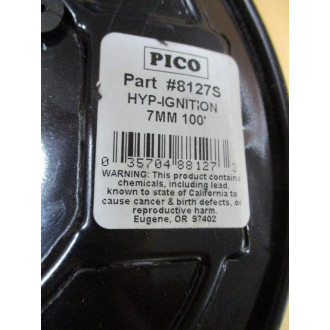 PICO
Part #8127S
HYP-IGNITION
7MM 100'
0 35704 88127 3
WARNING: This product contains
chemicals, including lead,
known to state of California to
cause cancer & birth defects, or
reproductive harm.
Eugene, OR 97402